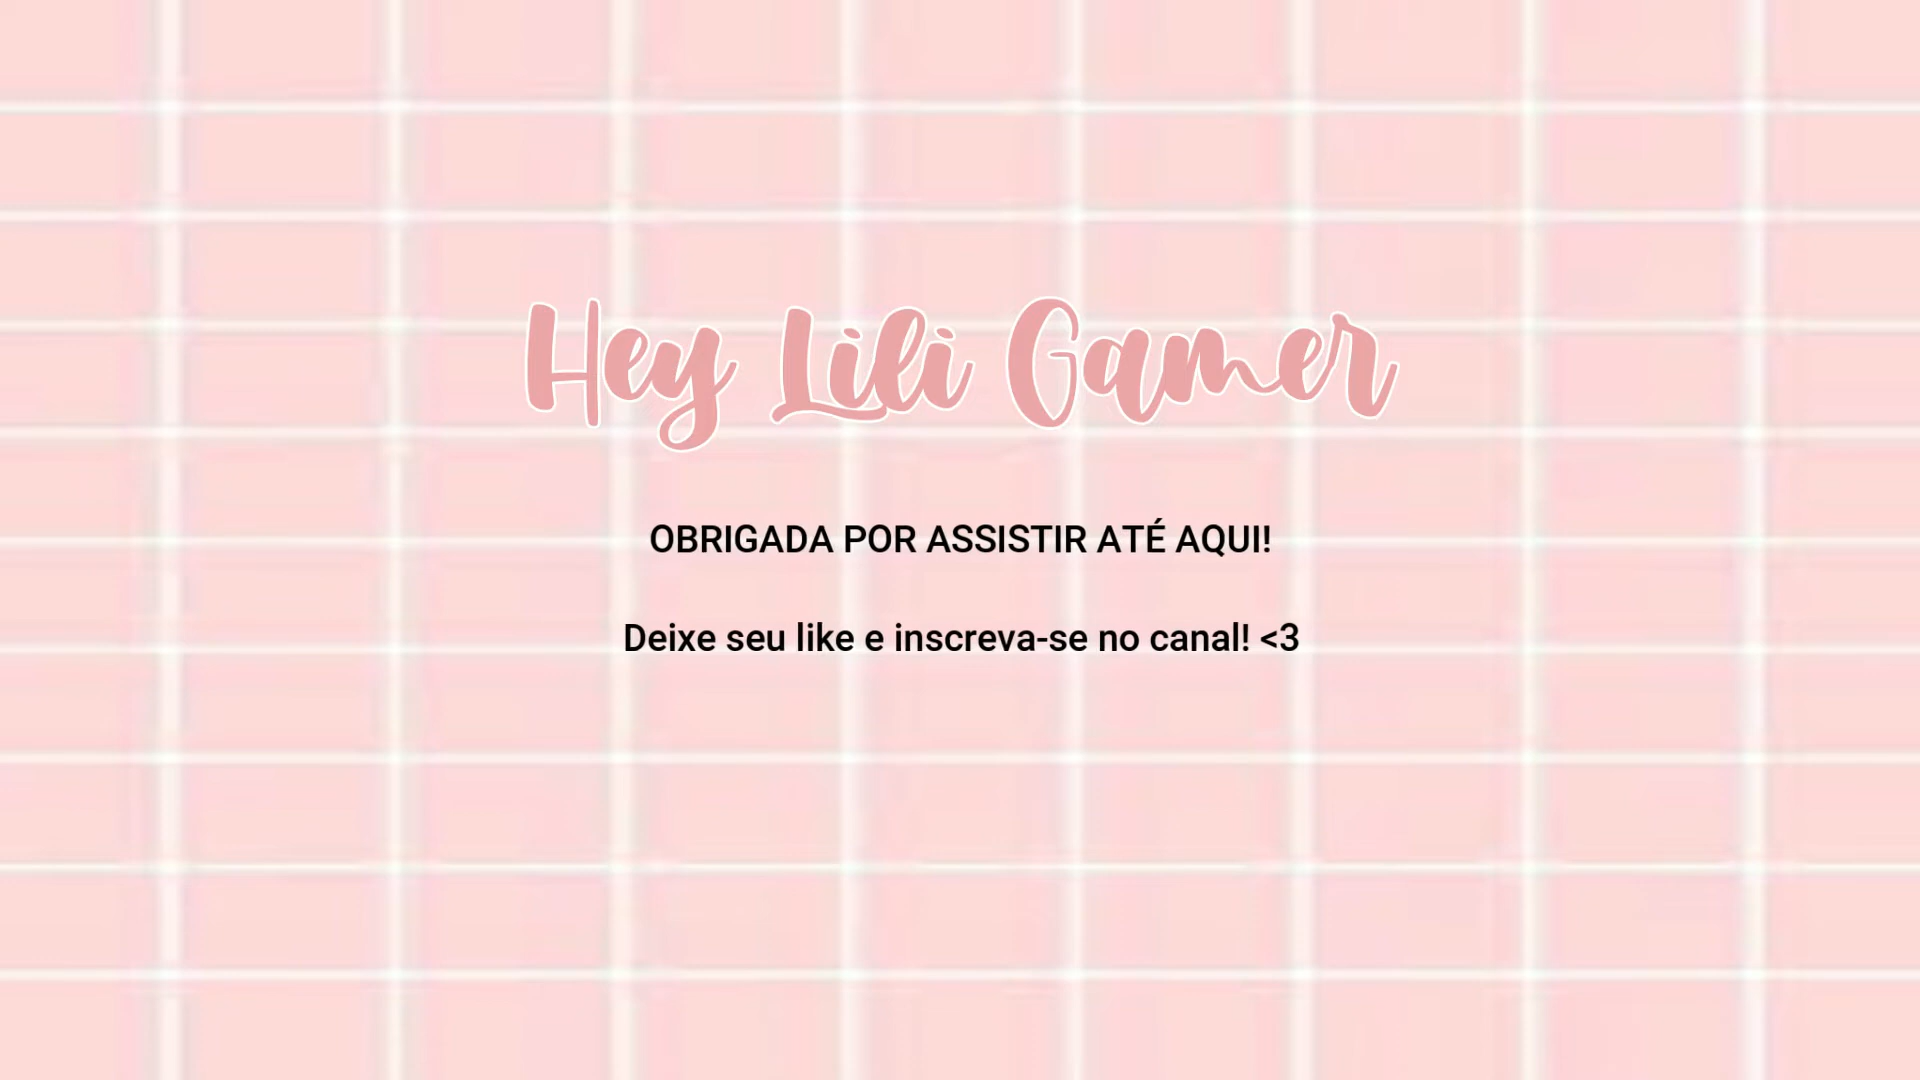 Hey Lili Gamer
OBRIGADA POR ASSISTIR ATÉ AQUI!
Deixe seu like e inscreva-se no canal! <3